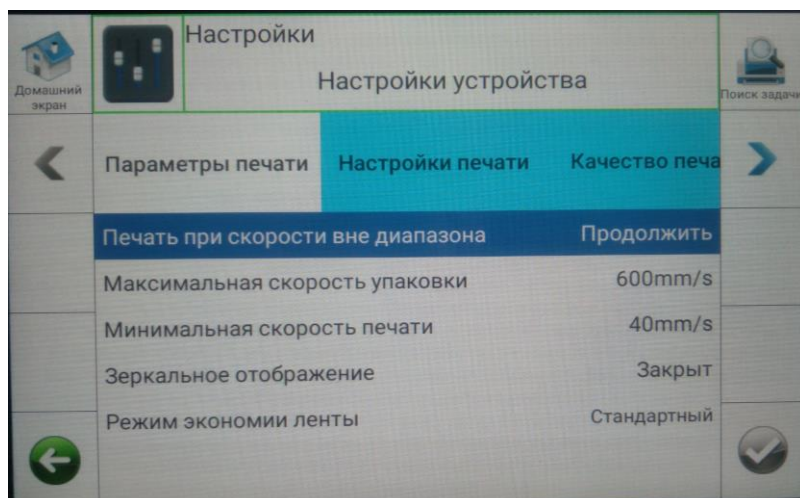 Настройки
Настройки устройства
Домашний
экран
Поиск задачи
Параметры печати
Настройки печати
Качество печа
Печать при скорости вне диапазона Продолжить
Максимальная скорость упаковки 600mm/s
Минимальная скорость печати 40mm/s
Зеркальное отображение Закрыт
Режим экономии ленты Стандартный